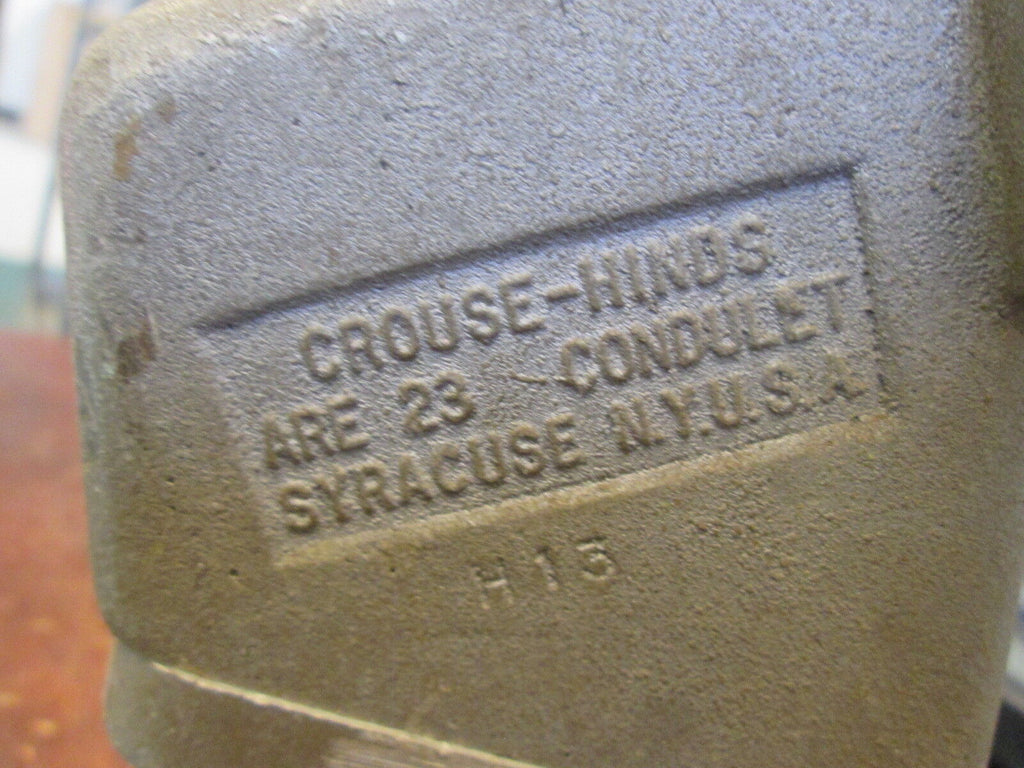 CROUSE-HINDS
ARE 23 CONDULET
SYRACUSE N.Y.U.S.A.
H13